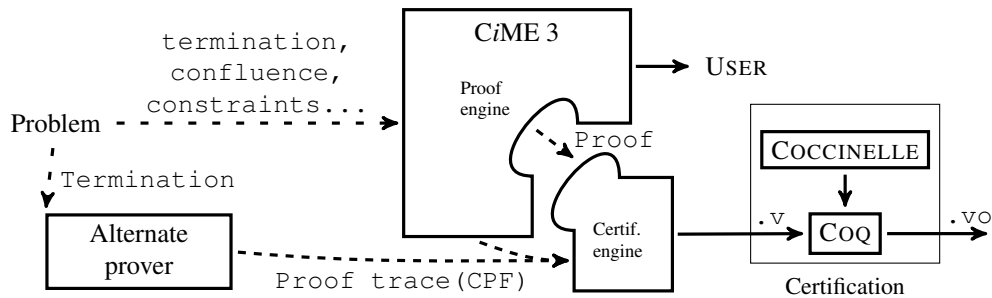 CiME 3
termination,
confluence,
constraints...
Proof
engine
USER
Problem
Proof
COCCINELLE
Termination
.v
.vo
COQ
Alternate
prover
Certif.
engine
Proof trace(CPF)
Certification